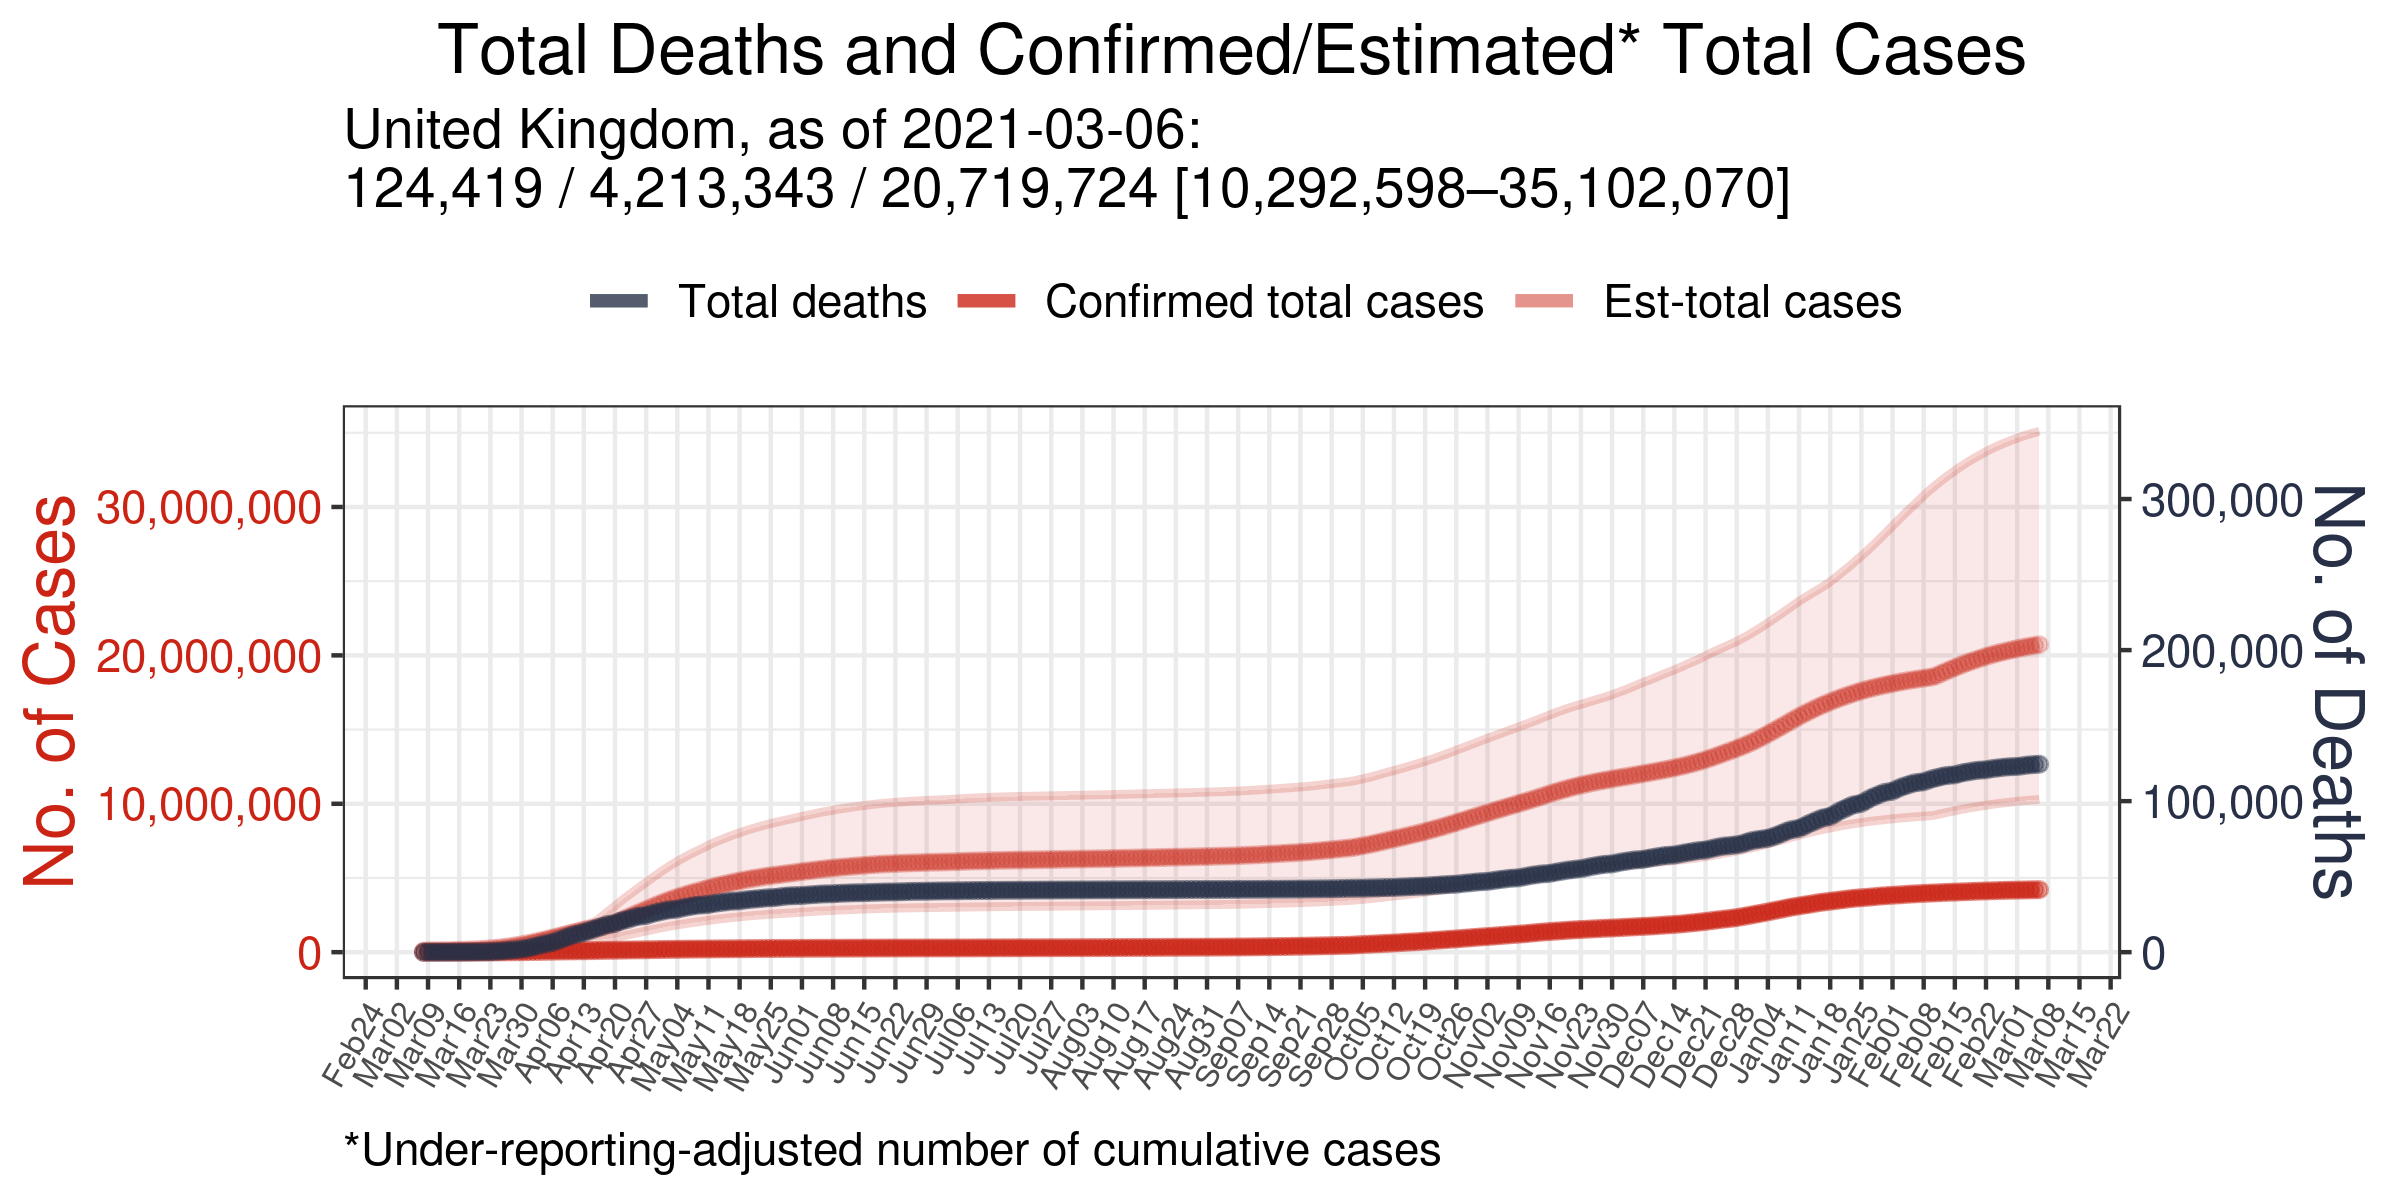 Total Deaths and Confirmed/Estimated* Total Cases
United Kingdom, as of 2021-03-06:
124,419 / 4,213,343 / 20,719,724 [10,292,598–35,102,070]
Total deaths
Confirmed total cases
Est-total cases
No. of Cases
30,000,000
20,000,000
10,000,000
0
300,000
200,000
100,000
0
No. of Deaths
Feb24
Mar02
Mar09
Mar16
Mar23
Mar30
Apr06
Apr13
Apr20
Apr27
May04
May11
May18
May25
Jun01
Jun08
Jun15
Jun22
Jun29
Jul06
Jul13
Jul20
Jul27
Aug03
Aug10
Aug17
Aug24
Aug31
Sep07
Sep14
Sep21
Sep28
Oct05
Oct12
Oct19
Oct26
Nov02
Nov09
Nov16
Nov23
Nov30
Dec07
Dec14
Dec21
Dec28
Jan04
Jan11
Jan18
Jan25
Feb01
Feb08
Feb15
Feb22
Mar01
Mar08
Mar15
Mar22
*Under-reporting-adjusted number of cumulative cases